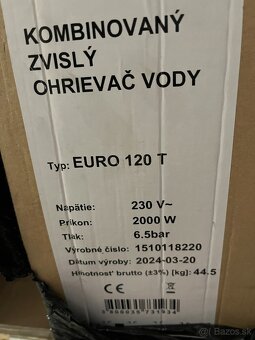 KOMBINOVANÝ
ZVISLÝ
OHRIEVAČ VODY
Typ: EURO 120 T
Napätie: 230 V~
Príkon: 2000 W
Tlak: 6.5bar
Výrobné číslo: 1510118220
Dátum výroby: 2024-03-20
Hmotnosť brutto (±3%) [kg]: 44.5
CE
Bazos.sk